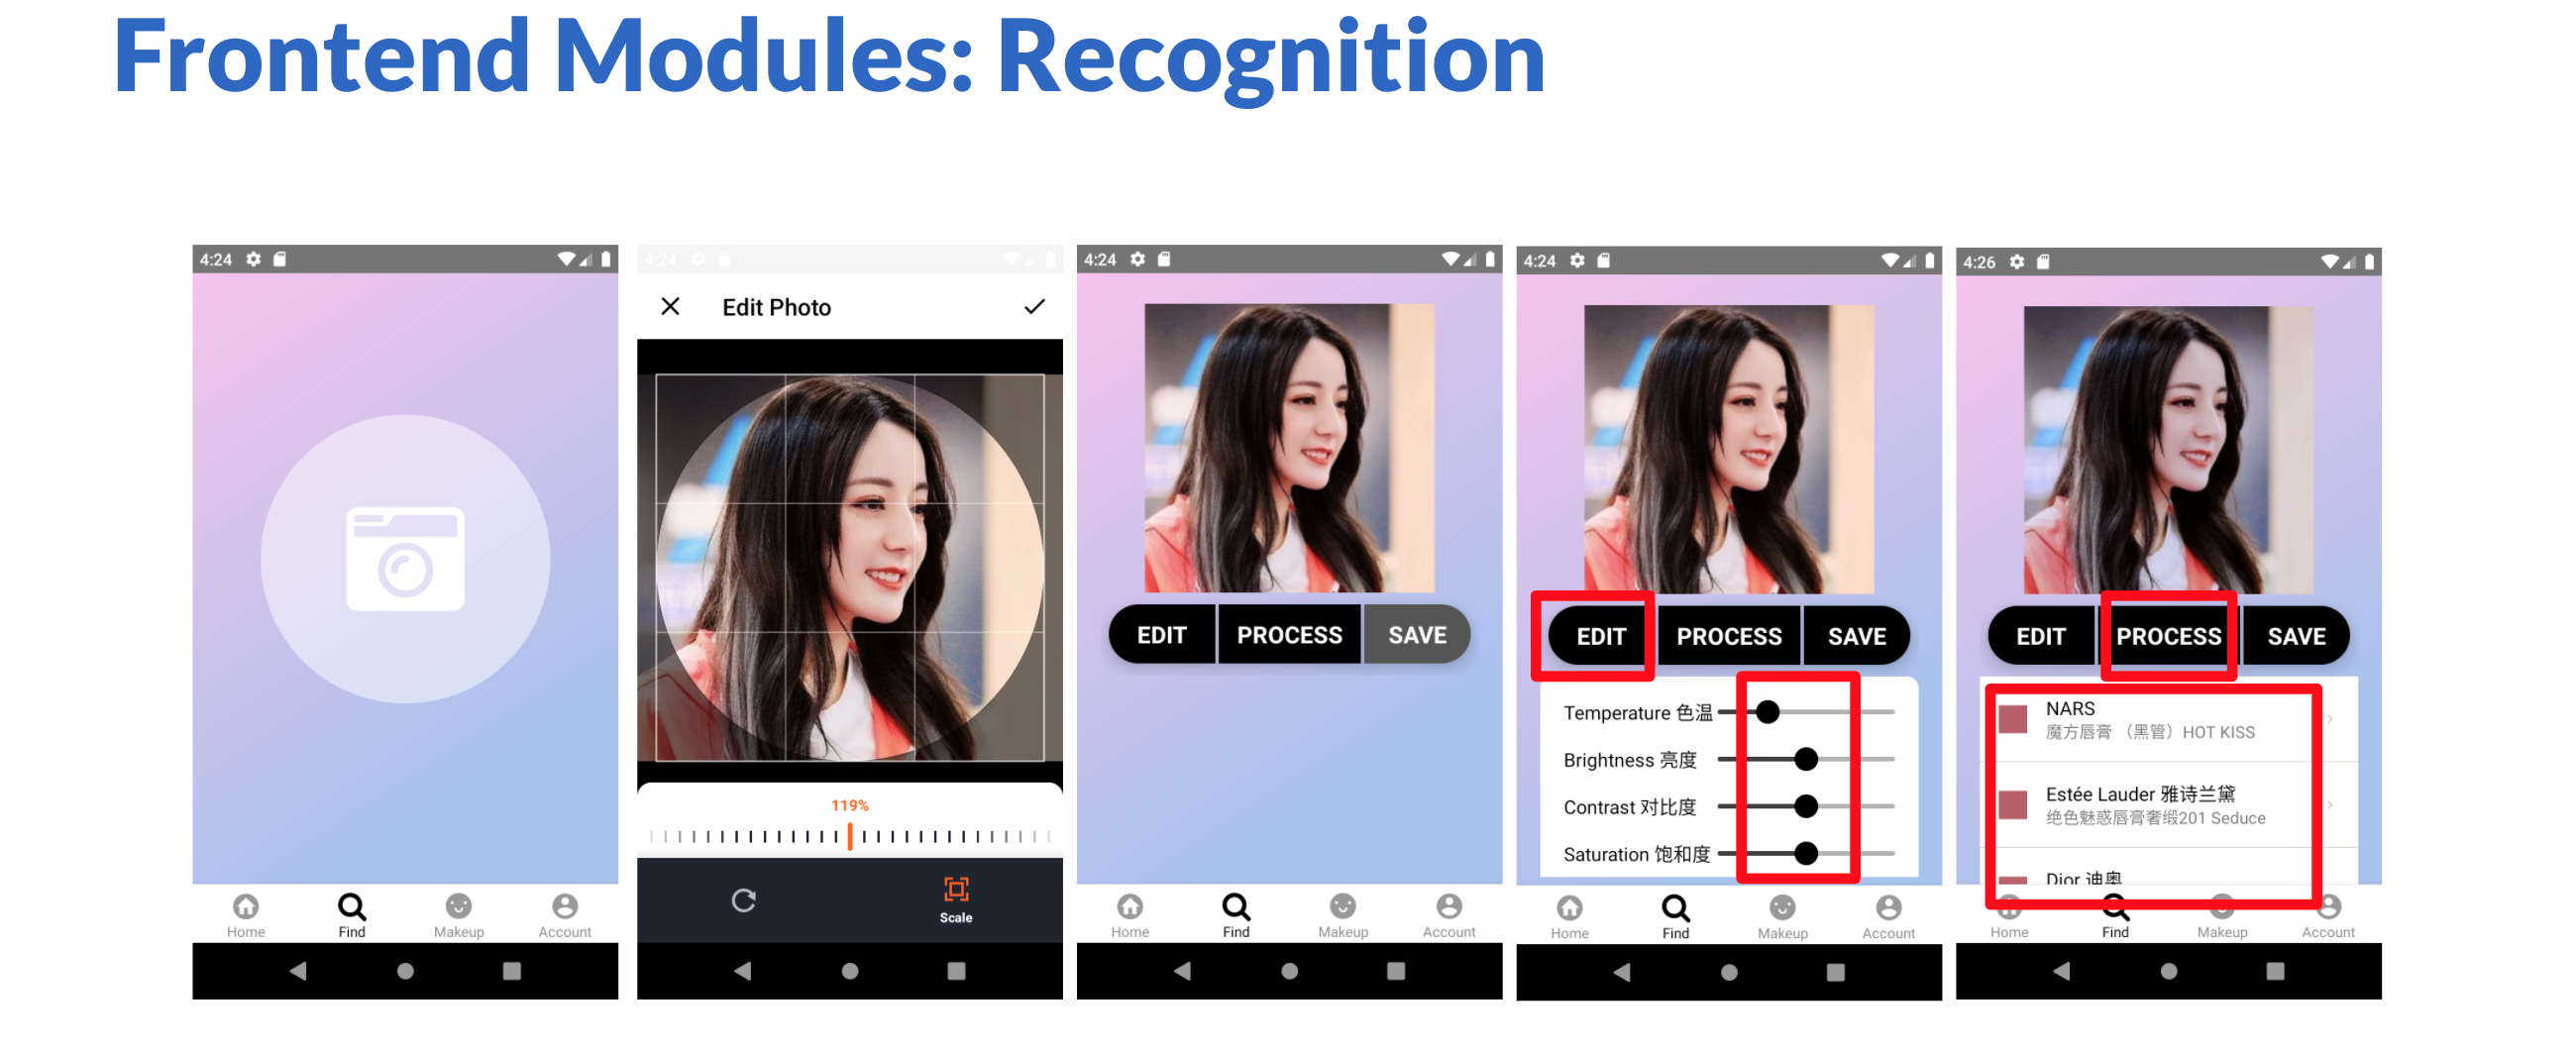 Frontend Modules: Recognition
4:24
Home Find Makeup Account
4:24
Edit Photo
119%
Scale
4:24
EDIT PROCESS SAVE
Home Find Makeup Account
4:24
EDIT PROCESS SAVE
Temperature 色温
Brightness 亮度
Contrast 对比度
Saturation 饱和度
Home Find Makeup Account
4:26
EDIT PROCESS SAVE
NARS
魔方唇膏 （黑管）HOT KISS
Estée Lauder 雅诗兰黛
绝色魅惑唇膏奢缎201 Seduce
Dior 迪奥
Home Find Makeup Account